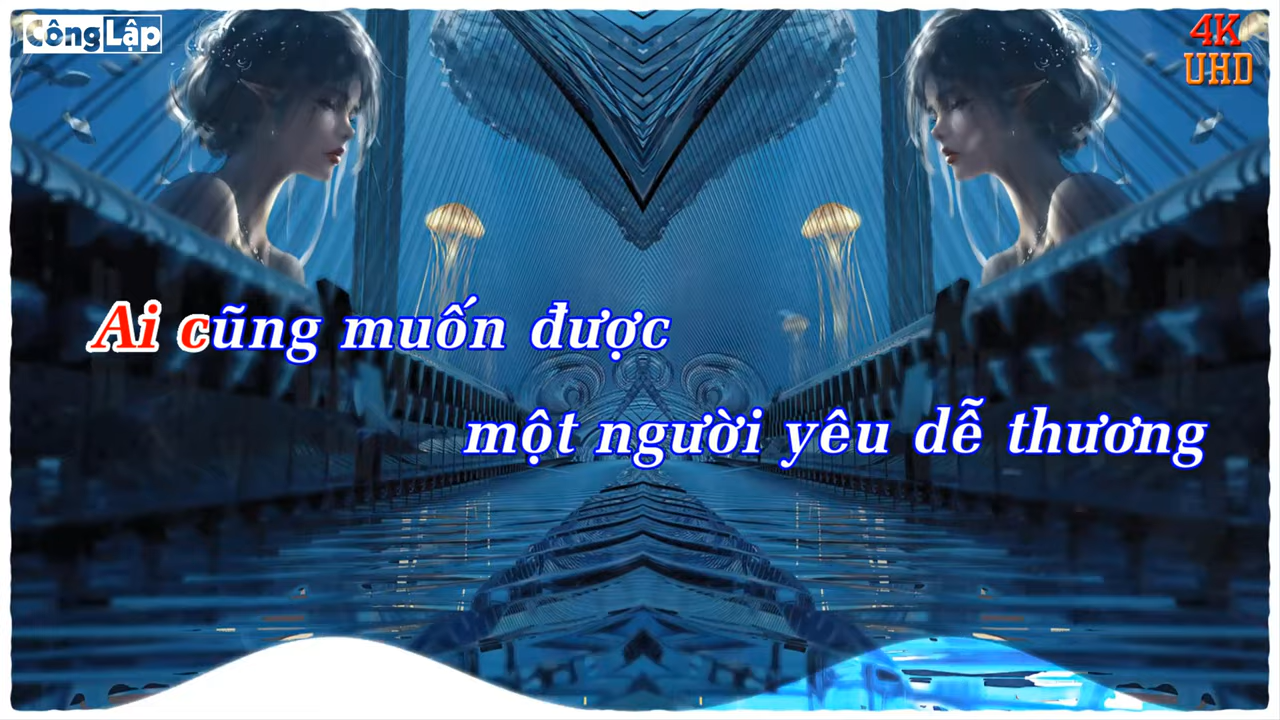 CôngLập
4K
UHD
Ai cũng muốn được
một người yêu dễ thương